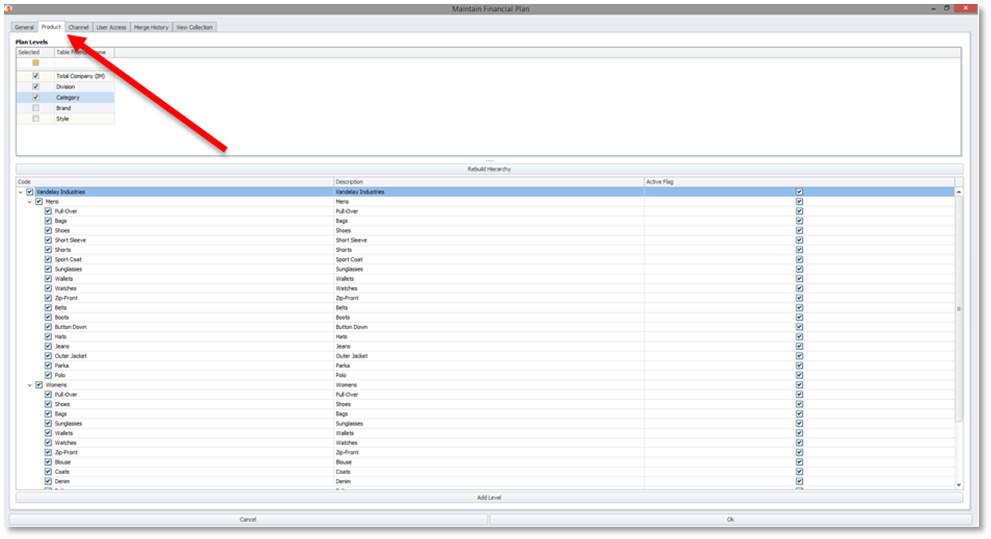 Maintain Financial Plan
General Product Channel User Access Merge History View Collection
Plan Levels
Selected Table
Total Company (IM)
Division
Category
Brand
Style
Rebuild Hierarchy
Code Description Active Flag
Vandelay Industries Vandelay Industries
Mens Mens
Pull-Over Pull-Over
Bags Bags
Shoes Shoes
Short Sleeve Short Sleeve
Shorts Shorts
Sport Coat Sport Coat
Sunglasses Sunglasses
Wallets Wallets
Watches Watches
Zip-Front Zip-Front
Belts Belts
Boots Boots
Button Down Button Down
Hats Hats
Jeans Jeans
Outer Jacket Outer Jacket
Parka Parka
Polo Polo
Womens Womens
Pull-Over Pull-Over
Shoes Shoes
Bags Bags
Sunglasses Sunglasses
Wallets Wallets
Watches Watches
Zip-Front Zip-Front
Blouse Blouse
Coats Coats
Denim Denim
Add Level
Cancel Ok